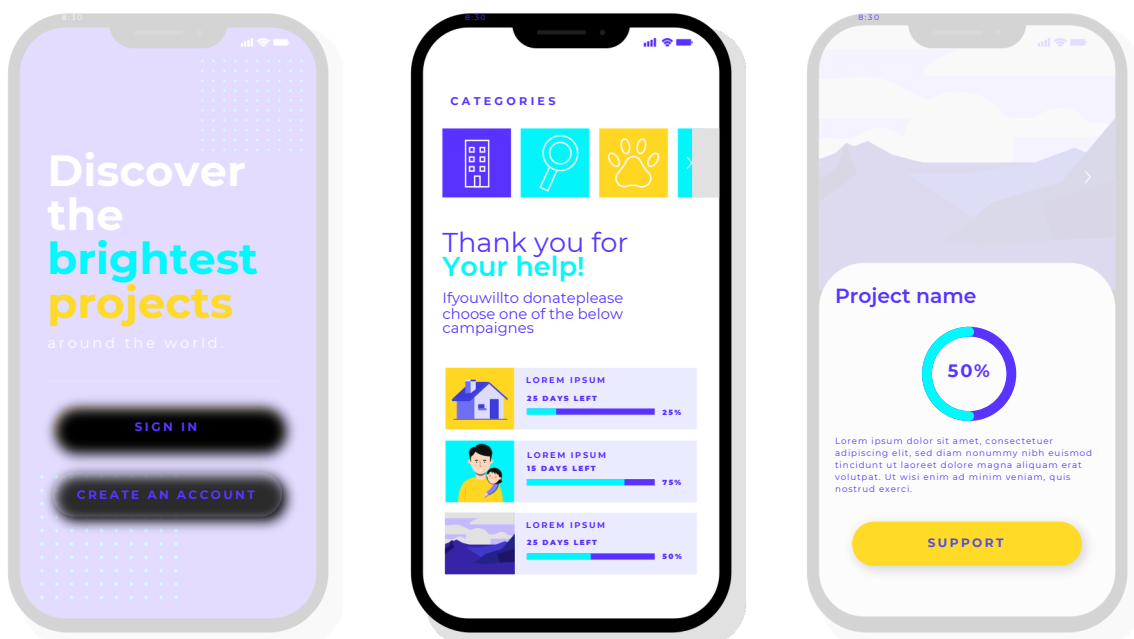 8:30
Discover
the
brightest
projects
around the world.
SIGN IN
CREATE AN ACCOUNT
8:30
CATEGORIES
Thank you for
Your help!
Ifyouwillto donateplease
choose one of the below
campaignes
LOREM IPSUM
25 DAYS LEFT
25%
LOREM IPSUM
15 DAYS LEFT
75%
LOREM IPSUM
25 DAYS LEFT
50%
8:30
Project name
50%
Lorem ipsum dolor sit amet, consectetuer
adipiscing elit, sed diam nonummy nibh euismod
tincidunt ut laoreet dolore magna aliquam erat
volutpat. Ut wisi enim ad minim veniam, quis
nostrud exerci.
SUPPORT